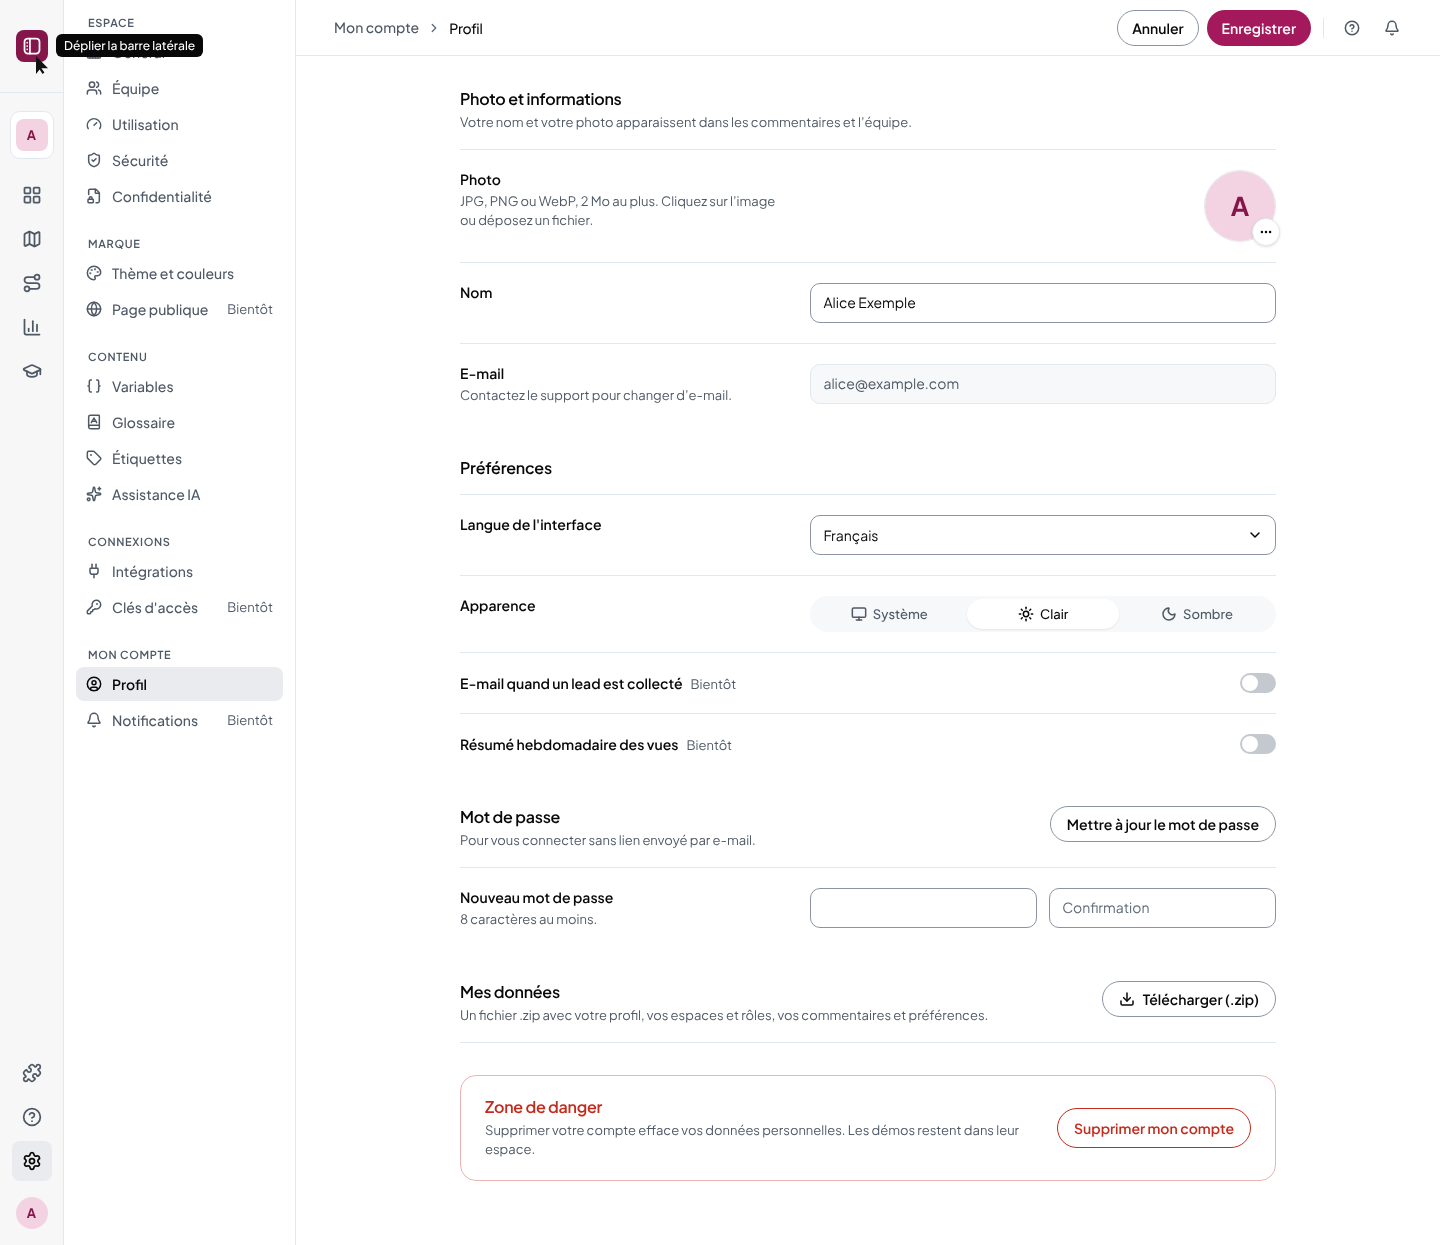 ESPACE
Déplier la barre latérale
Équipe
Utilisation
Sécurité
Confidentialité
MARQUE
Thème et couleurs
Page publique Bientôt
CONTENU
Variables
Glossaire
Étiquettes
Assistance IA
CONNEXIONS
Intégrations
Clés d'accès Bientôt
MON COMPTE
Profil
Notifications Bientôt
A
A
Mon compte > Profil
Annuler
Enregistrer
Photo et informations
Votre nom et votre photo apparaissent dans les commentaires et l'équipe.
Photo
JPG, PNG ou WebP, 2 Mo au plus. Cliquez sur l'image
ou déposez un fichier.
A
Nom
Alice Exemple
E-mail
Contactez le support pour changer d'e-mail.
alice@example.com
Préférences
Langue de l'interface
Français
Apparence
Système
Clair
Sombre
E-mail quand un lead est collecté Bientôt
Résumé hebdomadaire des vues Bientôt
Mot de passe
Pour vous connecter sans lien envoyé par e-mail.
Mettre à jour le mot de passe
Nouveau mot de passe
8 caractères au moins.
Confirmation
Mes données
Un fichier .zip avec votre profil, vos espaces et rôles, vos commentaires et préférences.
Télécharger (.zip)
Zone de danger
Supprimer votre compte efface vos données personnelles. Les démos restent dans leur
espace.
Supprimer mon compte